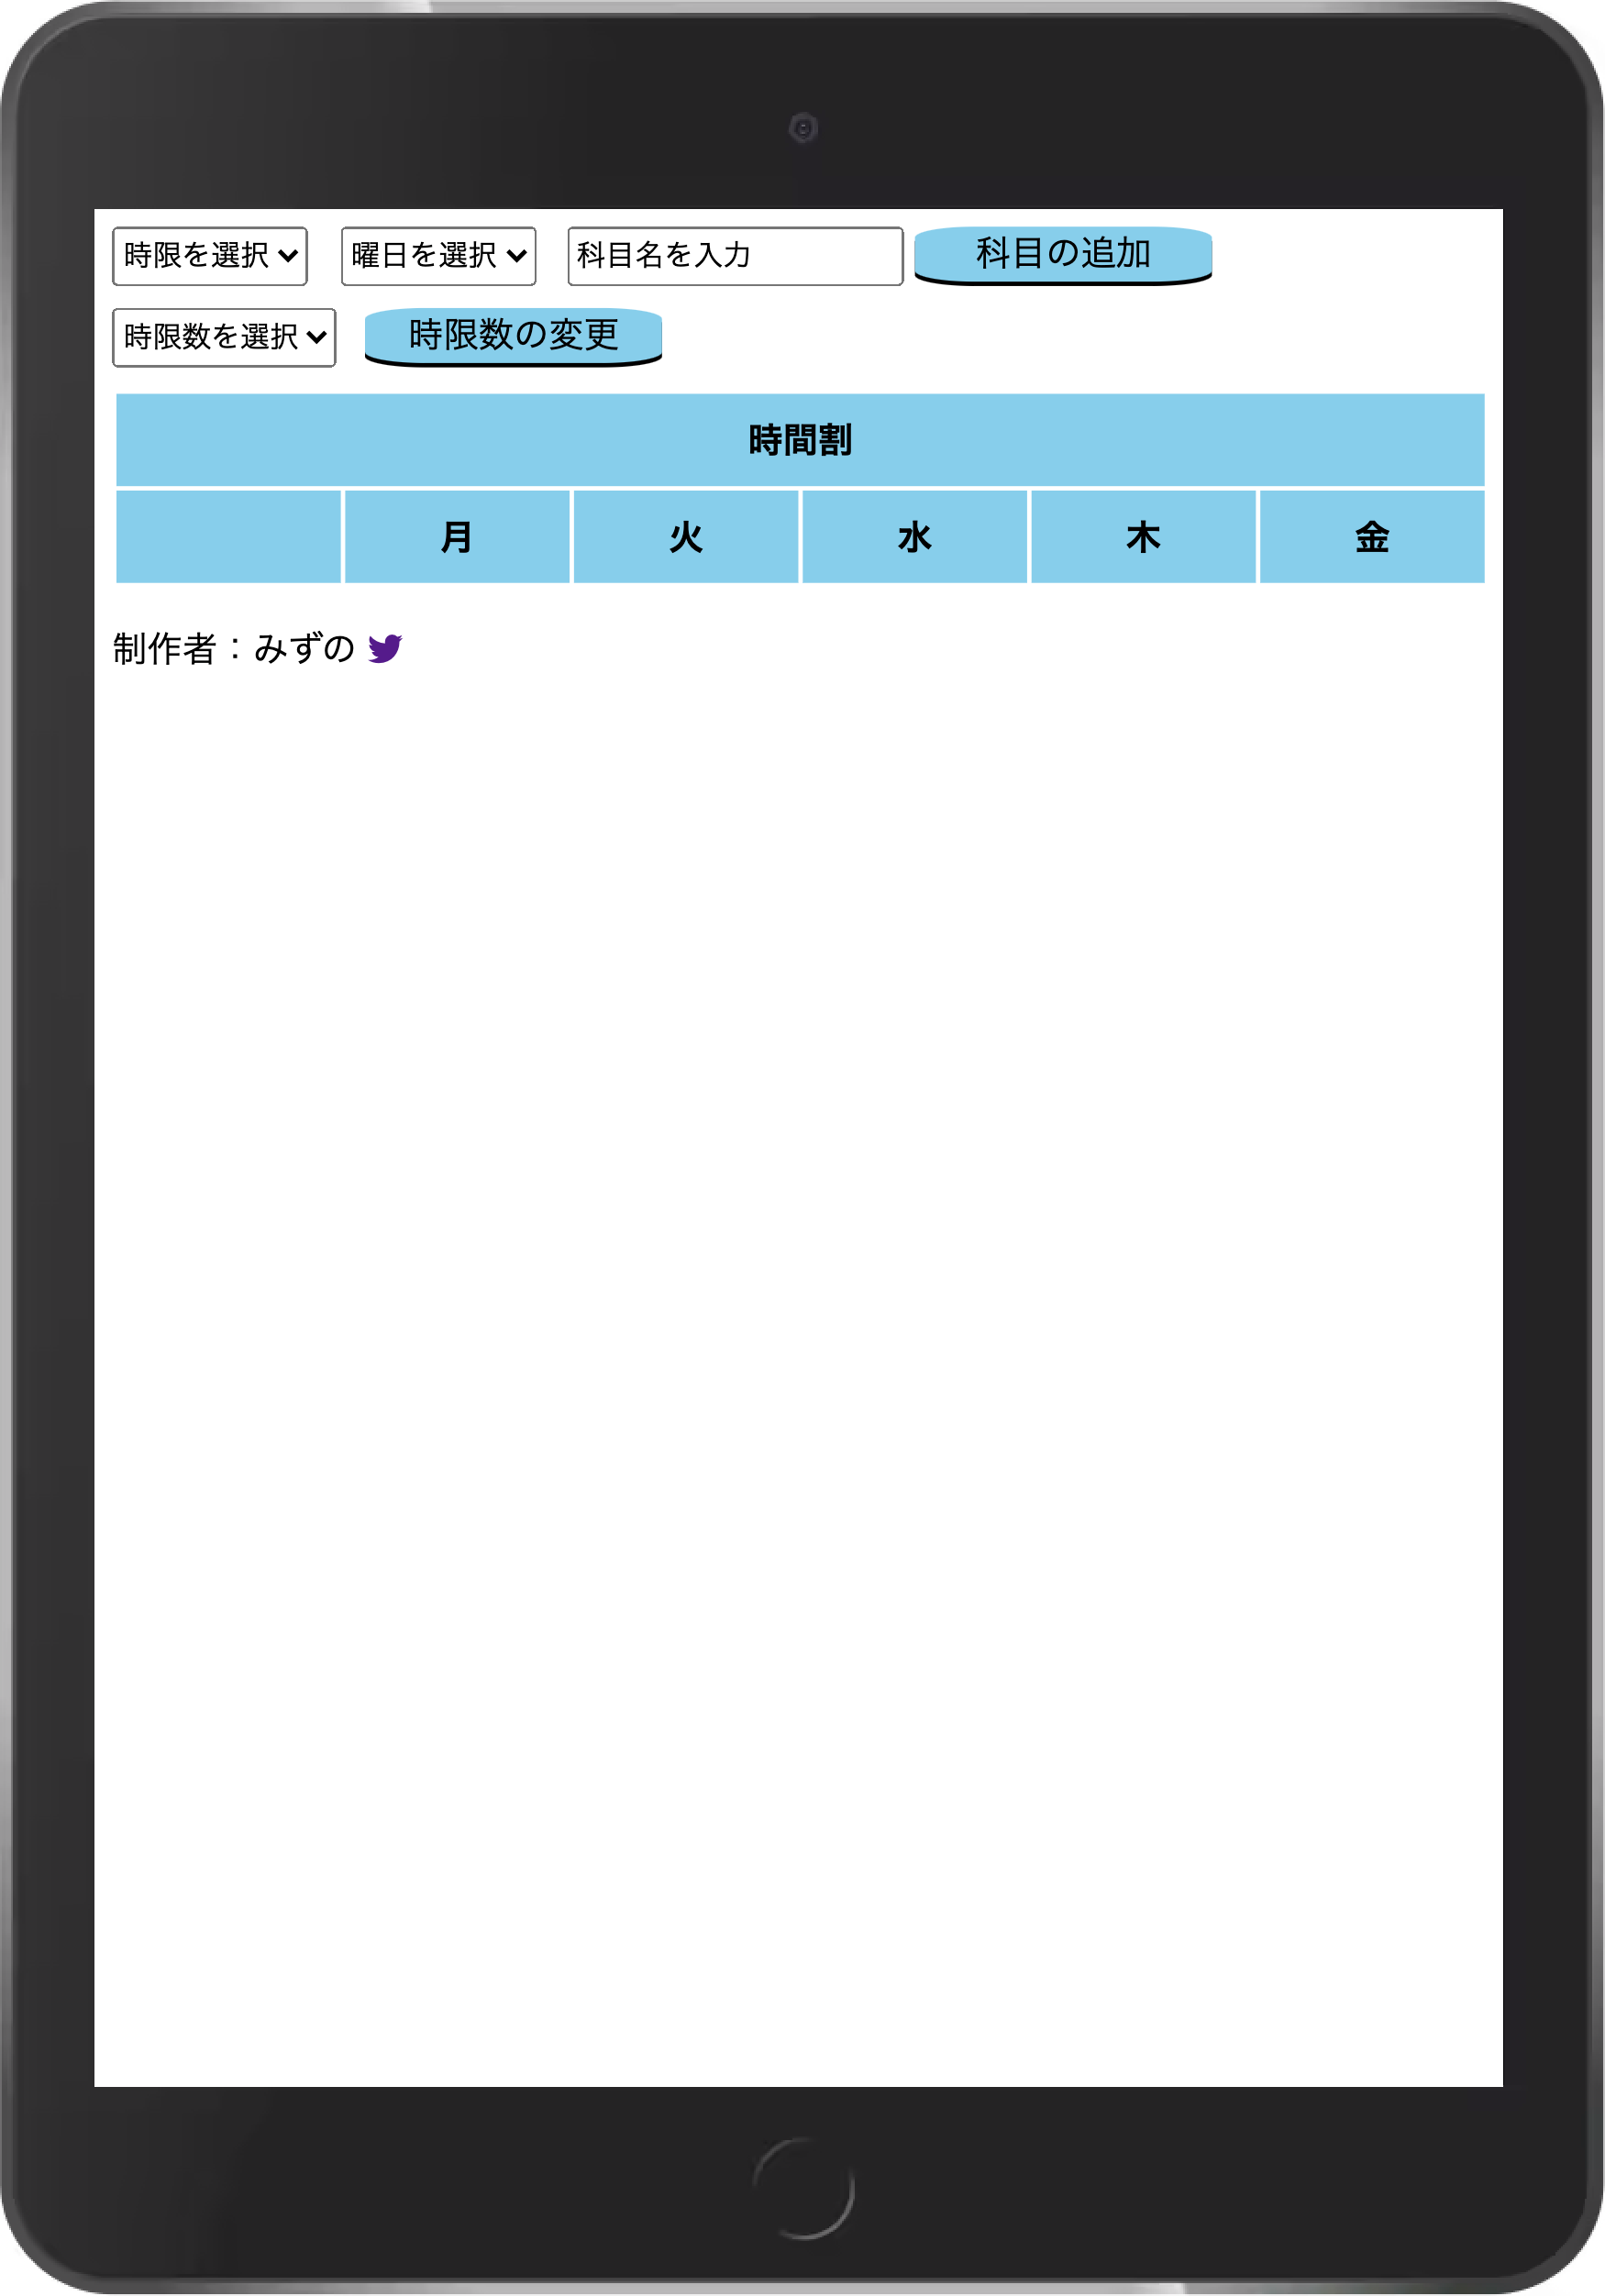 時限を選択 曜日を選択 科目名を入力 科目の追加
時限数を選択 時限数の変更
時間割
月 火 水 木 金
制作者：みずの